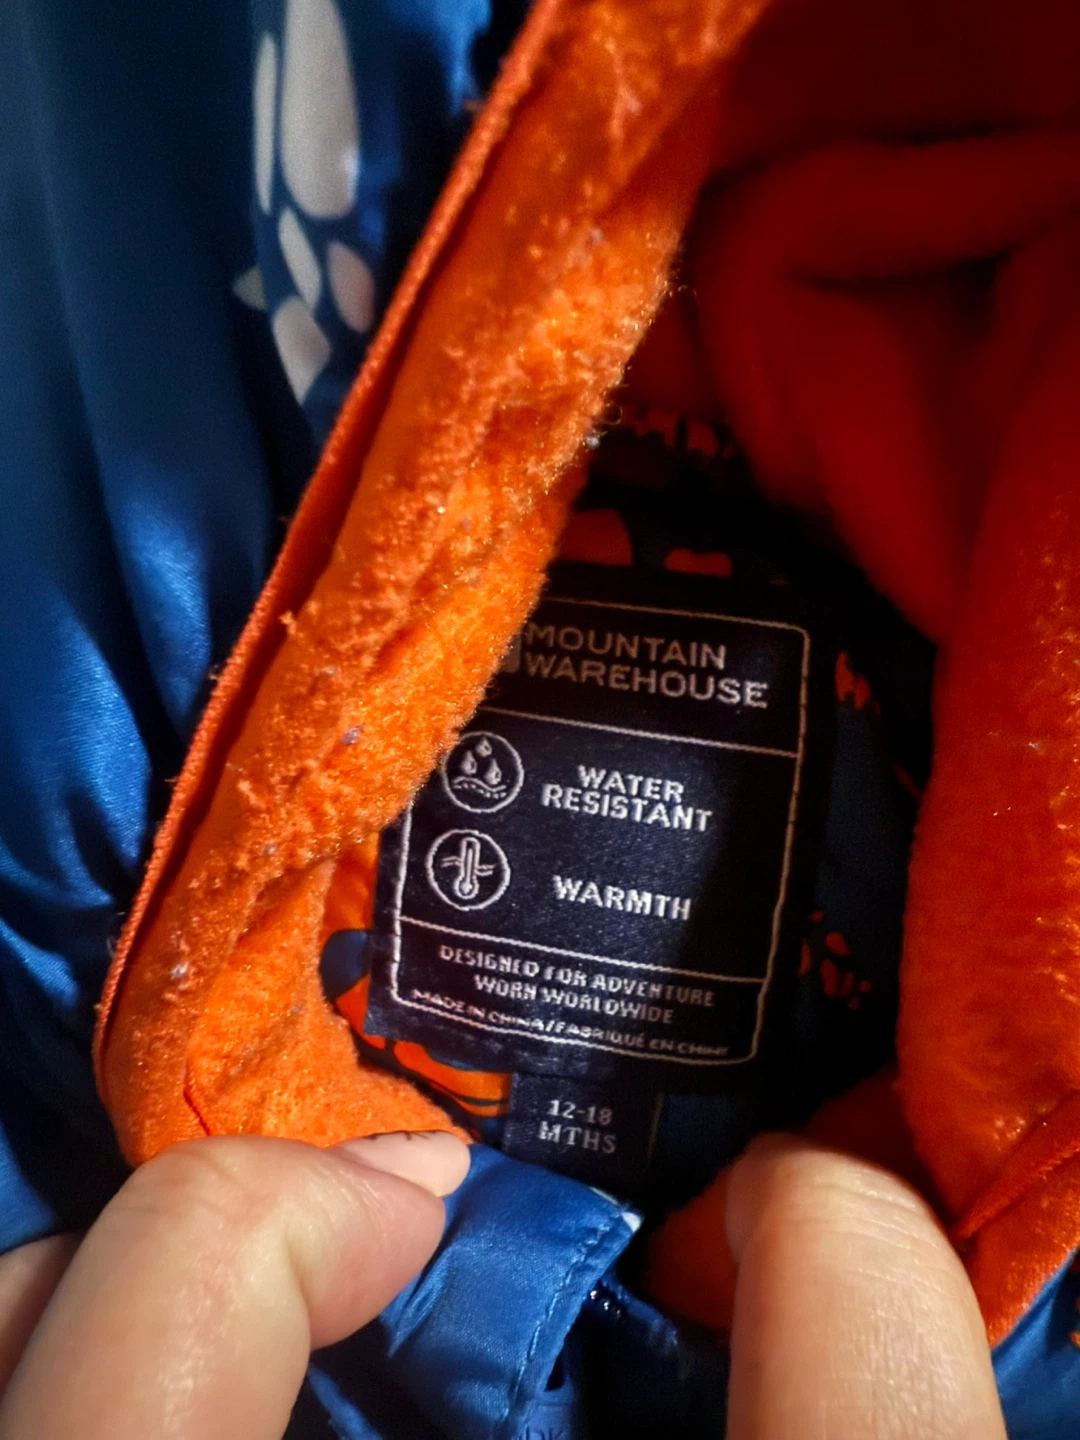 MOUNTAIN
WAREHOUSE
WATER
RESISTANT
WARMTH
DESIGNED FOR ADVENTURE
WORN WORLDWIDE
MADE IN CHINA/FABRIQUÉ EN CHINE
12-18
MTHS